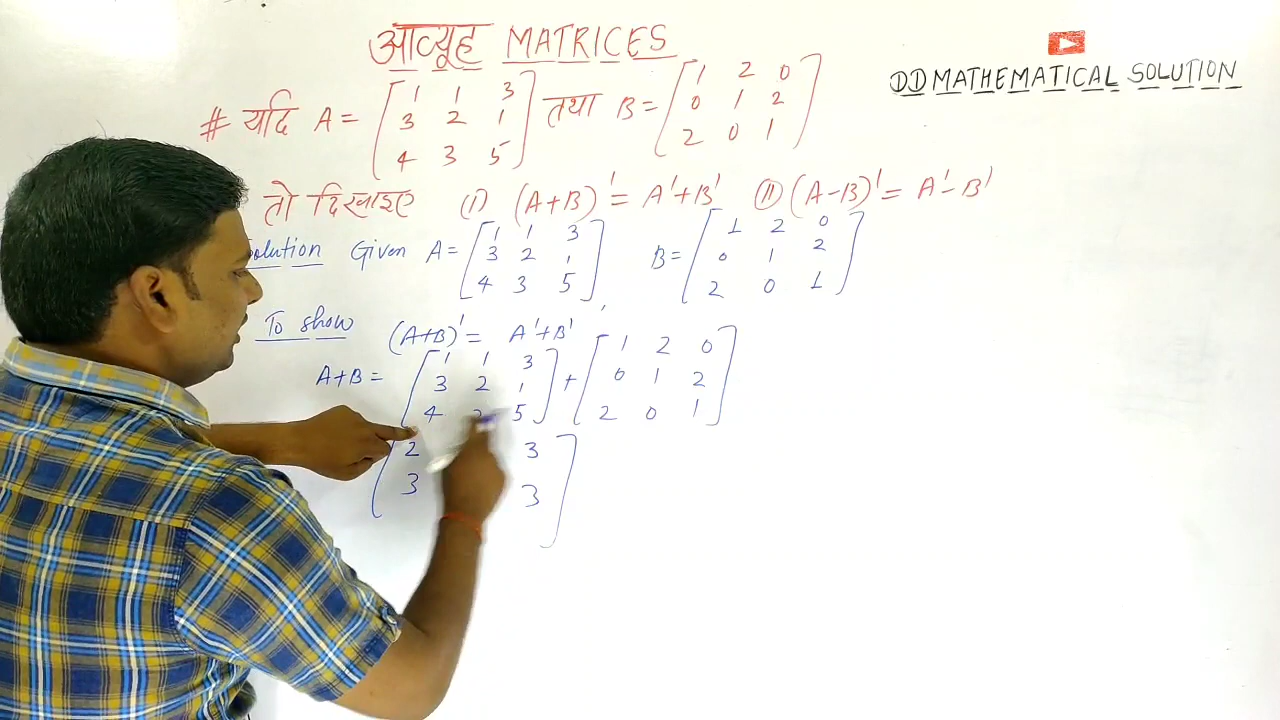 आव्यूह MATRICES
DD MATHEMATICAL SOLUTION
# यदि A = [1 1 3
3 2 1
4 3 5] तथा B = [1 2 0
0 1 2
2 0 1]
तो दिखाइए (i) (A+B)' = A'+B' (ii) (A-B)' = A'-B'
Solution Given A = [1 1 3
3 2 1
4 3 5] B = [1 2 0
0 1 2
2 0 1]
To show (A+B)' = A'+B'
A+B = [1 1 3
3 2 1
4 5] + [1 2 0
0 1 2
2 0 1]
[2 3
3 3]